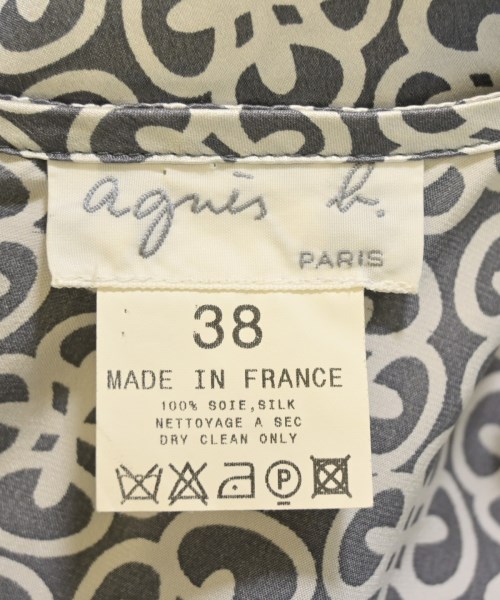 agnès b.
PARIS
38
MADE IN FRANCE
100% SOIE,SILK
NETTOYAGE A SEC
DRY CLEAN ONLY
P